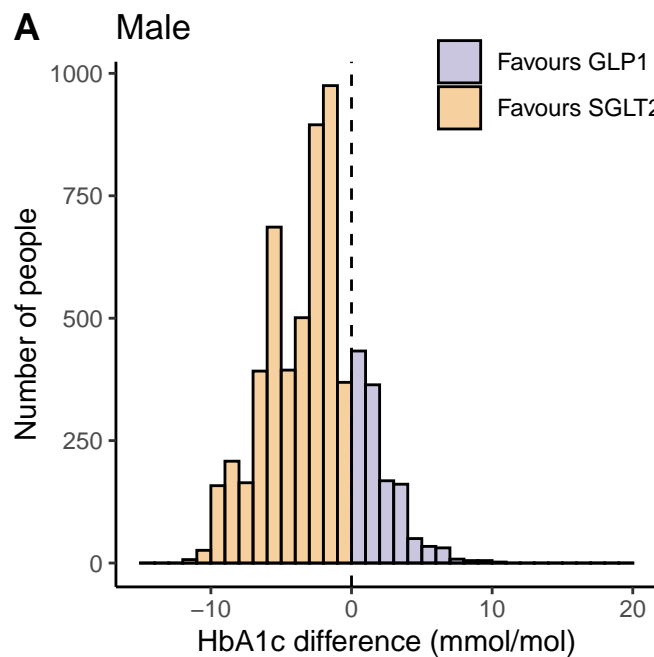 A Male
Favours GLP1
Favours SGLT2
1000
750
500
250
0
Number of people
−10 0 10 20
HbA1c difference (mmol/mol)